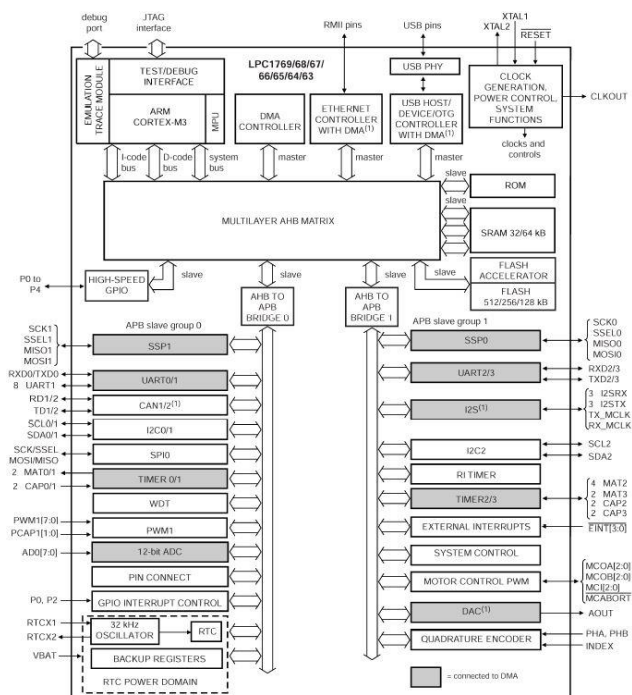 debug
port
JTAG
interface
RMII pins
USB pins
XTAL1
XTAL2
RESET
LPC1769/68/67/
66/65/64/63
EMULATION
TRACE MODULE
TEST/DEBUG
INTERFACE
ARM
CORTEX-M3
MPU
DMA
CONTROLLER
ETHERNET
CONTROLLER
WITH DMA(1)
USB PHY
USB HOST/
DEVICE/OTG
CONTROLLER
WITH DMA(1)
CLOCK
GENERATION,
POWER CONTROL,
SYSTEM
FUNCTIONS
CLKOUT
clocks and
controls
I-code
bus
D-code
bus
system
bus
master
master
master
MULTILAYER AHB MATRIX
slave
ROM
slave
SRAM 32/64 kB
slave
FLASH
ACCELERATOR
FLASH
512/256/128 kB
P0 to
P4
HIGH-SPEED
GPIO
slave
slave
slave
AHB TO
APB
BRIDGE 0
AHB TO
APB
BRIDGE 1
APB slave group 0
SCK1
SSEL1
MISO1
MOSI1
SSP1
RXD0/TXD0
8 UART1
UART0/1
RD1/2
TD1/2
CAN1/2(1)
SCL0/1
SDA0/1
I2C0/1
SCK/SSEL
MOSI/MISO
SPI0
2 MAT0/1
2 CAP0/1
TIMER 0/1
WDT
PWM1[7:0]
PCAP1[1:0]
PWM1
AD0[7:0]
12-bit ADC
PIN CONNECT
P0, P2
GPIO INTERRUPT CONTROL
RTCX1
RTCX2
32 kHz
OSCILLATOR
RTC
VBAT
BACKUP REGISTERS
RTC POWER DOMAIN
APB slave group 1
SSP0
SCK0
SSEL0
MISO0
MOSI0
UART2/3
RXD2/3
TXD2/3
I2S(1)
3 I2SRX
3 I2STX
TX_MCLK
RX_MCLK
I2C2
SCL2
SDA2
RI TIMER
TIMER2/3
4 MAT2
2 MAT3
2 CAP2
2 CAP3
EXTERNAL INTERRUPTS
EINT[3:0]
SYSTEM CONTROL
MOTOR CONTROL PWM
MCOA[2:0]
MCOB[2:0]
MCI[2:0]
MCABORT
DAC(1)
AOUT
QUADRATURE ENCODER
PHA, PHB
INDEX
= connected to DMA